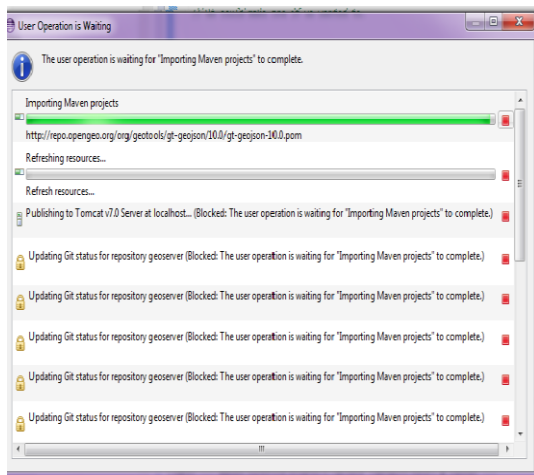 User Operation is Waiting
The user operation is waiting for "Importing Maven projects" to complete.
Importing Maven projects
http://repo.opengeo.org/org/geotools/gt-geojson/10.0/gt-geojson-10.0.pom
Refreshing resources...
Refresh resources...
Publishing to Tomcat v7.0 Server at localhost... (Blocked: The user operation is waiting for "Importing Maven projects" to complete.)
Updating Git status for repository geoserver (Blocked: The user operation is waiting for "Importing Maven projects" to complete.)
Updating Git status for repository geoserver (Blocked: The user operation is waiting for "Importing Maven projects" to complete.)
Updating Git status for repository geoserver (Blocked: The user operation is waiting for "Importing Maven projects" to complete.)
Updating Git status for repository geoserver (Blocked: The user operation is waiting for "Importing Maven projects" to complete.)
Updating Git status for repository geoserver (Blocked: The user operation is waiting for "Importing Maven projects" to complete.)